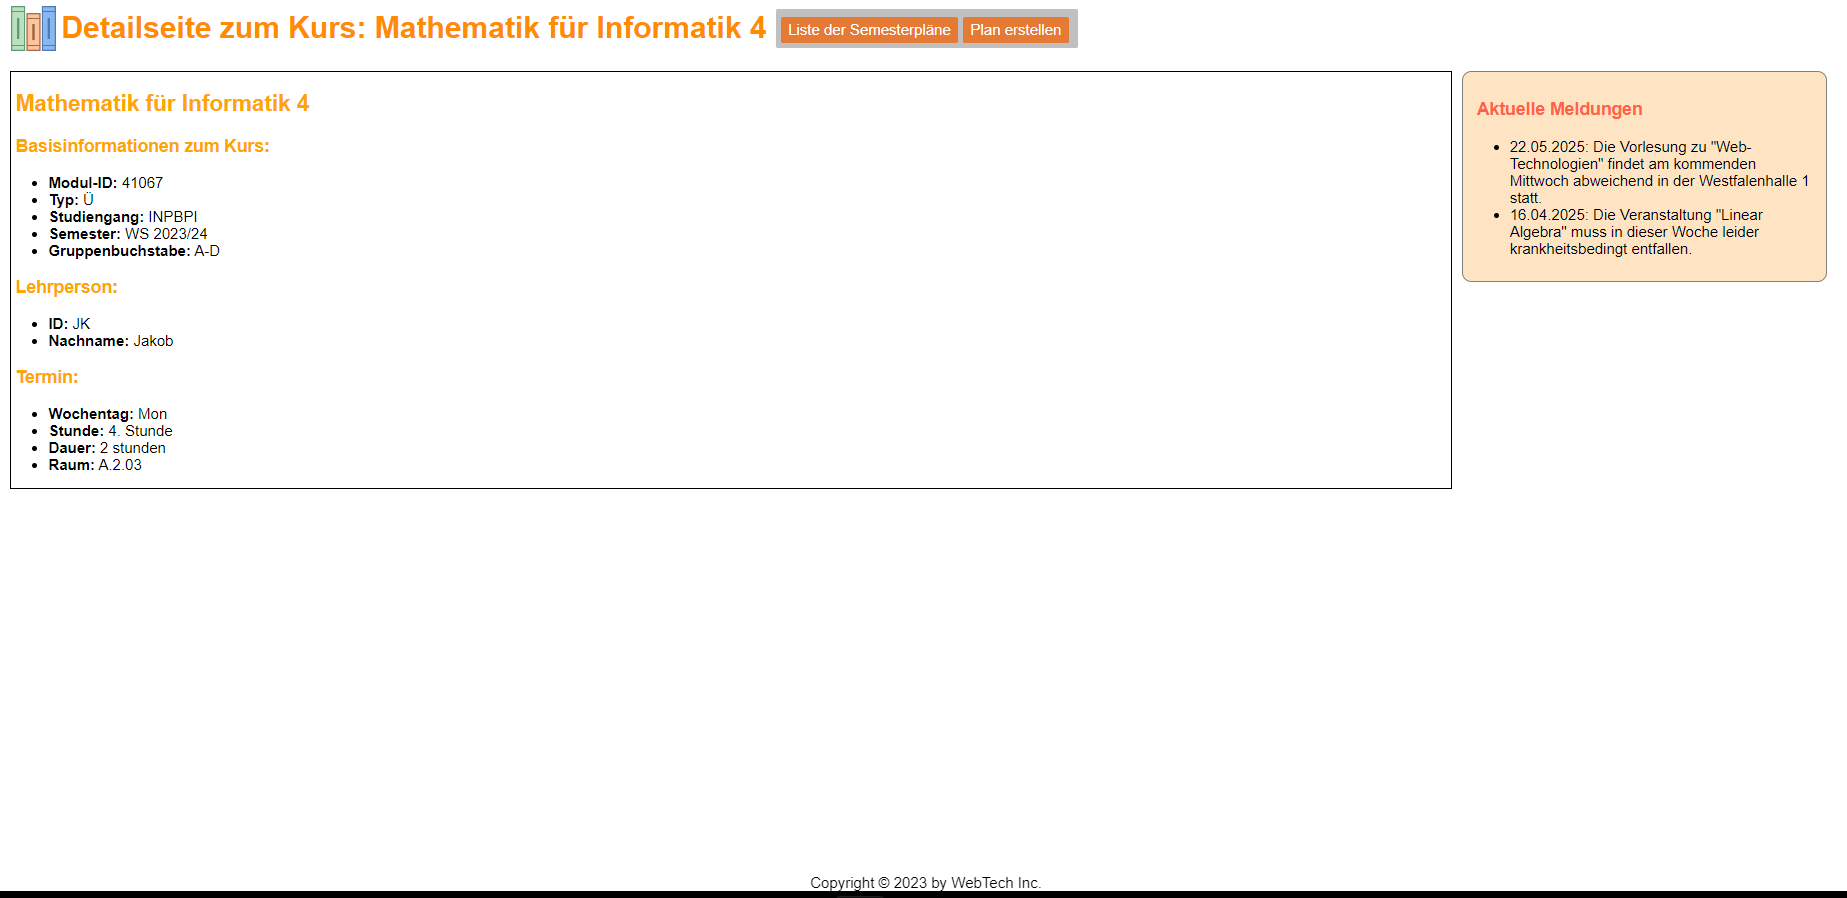 Detailseite zum Kurs: Mathematik für Informatik 4
Liste der Semesterpläne
Plan erstellen
Mathematik für Informatik 4
Basisinformationen zum Kurs:
Modul-ID: 41067
Typ: Ü
Studiengang: INPBPI
Semester: WS 2023/24
Gruppenbuchstabe: A-D
Lehrperson:
ID: JK
Nachname: Jakob
Termin:
Wochentag: Mon
Stunde: 4. Stunde
Dauer: 2 stunden
Raum: A.2.03
Aktuelle Meldungen
22.05.2025: Die Vorlesung zu "Web-
Technologien" findet am kommenden
Mittwoch abweichend in der Westfalenhalle 1
statt.
16.04.2025: Die Veranstaltung "Linear
Algebra" muss in dieser Woche leider
krankheitsbedingt entfallen.
Copyright © 2023 by WebTech Inc.